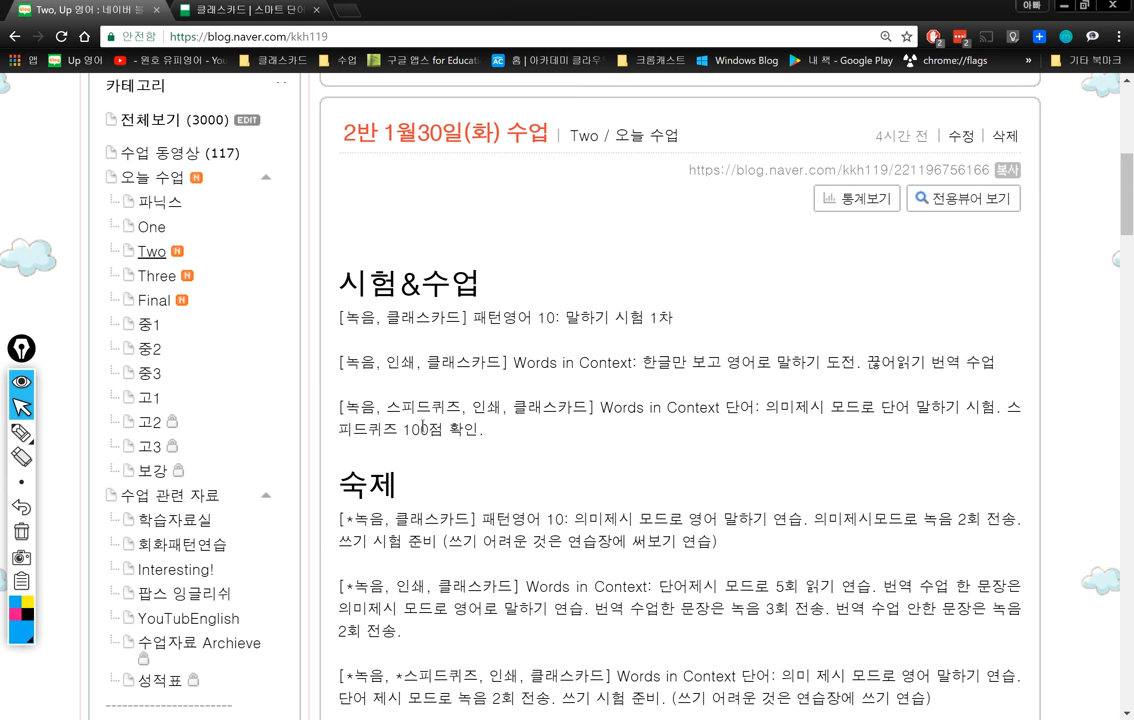 Two, Up 영어 : 네이버 블
클래스카드 | 스마트 단어
아빠
안전함 | https://blog.naver.com/kkh119
2
2
앱
Up 영어
- 원호 유피영어 - You
클래스카드
수업
구글 앱스 for Educati
홈 | 아카데미 클라우
크롬캐스트
Windows Blog
내 책 - Google Play
chrome://flags
»
기타 북마크
카테고리
전체보기 (3000) EDIT
수업 동영상 (117)
오늘 수업 N
파닉스
One
Two N
Three N
Final N
중1
중2
중3
고1
고2
고3
보강
수업 관련 자료
학습자료실
회화패턴연습
Interesting!
팝스 잉글리쉬
YouTubEnglish
수업자료 Archieve
성적표
2반 1월30일(화) 수업 | Two / 오늘 수업
4시간 전 | 수정 | 삭제
https://blog.naver.com/kkh119/221196756166 복사
통계보기
전용뷰어 보기
시험&수업
[녹음, 클래스카드] 패턴영어 10: 말하기 시험 1차
[녹음, 인쇄, 클래스카드] Words in Context: 한글만 보고 영어로 말하기 도전. 끊어읽기 번역 수업
[녹음, 스피드퀴즈, 인쇄, 클래스카드] Words in Context 단어: 의미제시 모드로 단어 말하기 시험. 스
피드퀴즈 100점 확인.
숙제
[*녹음, 클래스카드] 패턴영어 10: 의미제시 모드로 영어 말하기 연습. 의미제시모드로 녹음 2회 전송.
쓰기 시험 준비 (쓰기 어려운 것은 연습장에 써보기 연습)
[*녹음, 인쇄, 클래스카드] Words in Context: 단어제시 모드로 5회 읽기 연습. 번역 수업 한 문장은
의미제시 모드로 영어로 말하기 연습. 번역 수업한 문장은 녹음 3회 전송. 번역 수업 안한 문장은 녹음
2회 전송.
[*녹음, *스피드퀴즈, 인쇄, 클래스카드] Words in Context 단어: 의미 제시 모드로 영어 말하기 연습.
단어 제시 모드로 녹음 2회 전송. 쓰기 시험 준비. (쓰기 어려운 것은 연습장에 쓰기 연습)